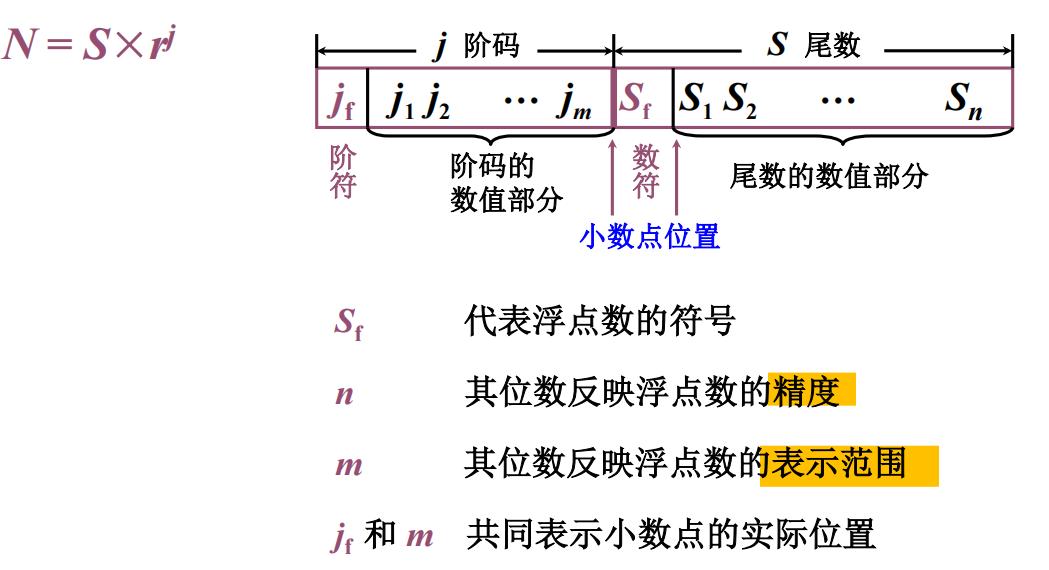 N = S×r^j
j 阶码 S 尾数
j_f j_1 j_2 … j_m S_f S_1 S_2 … S_n
阶符 阶码的数值部分 数符 尾数的数值部分
小数点位置
S_f 代表浮点数的符号
n 其位数反映浮点数的精度
m 其位数反映浮点数的表示范围
j_f 和 m 共同表示小数点的实际位置